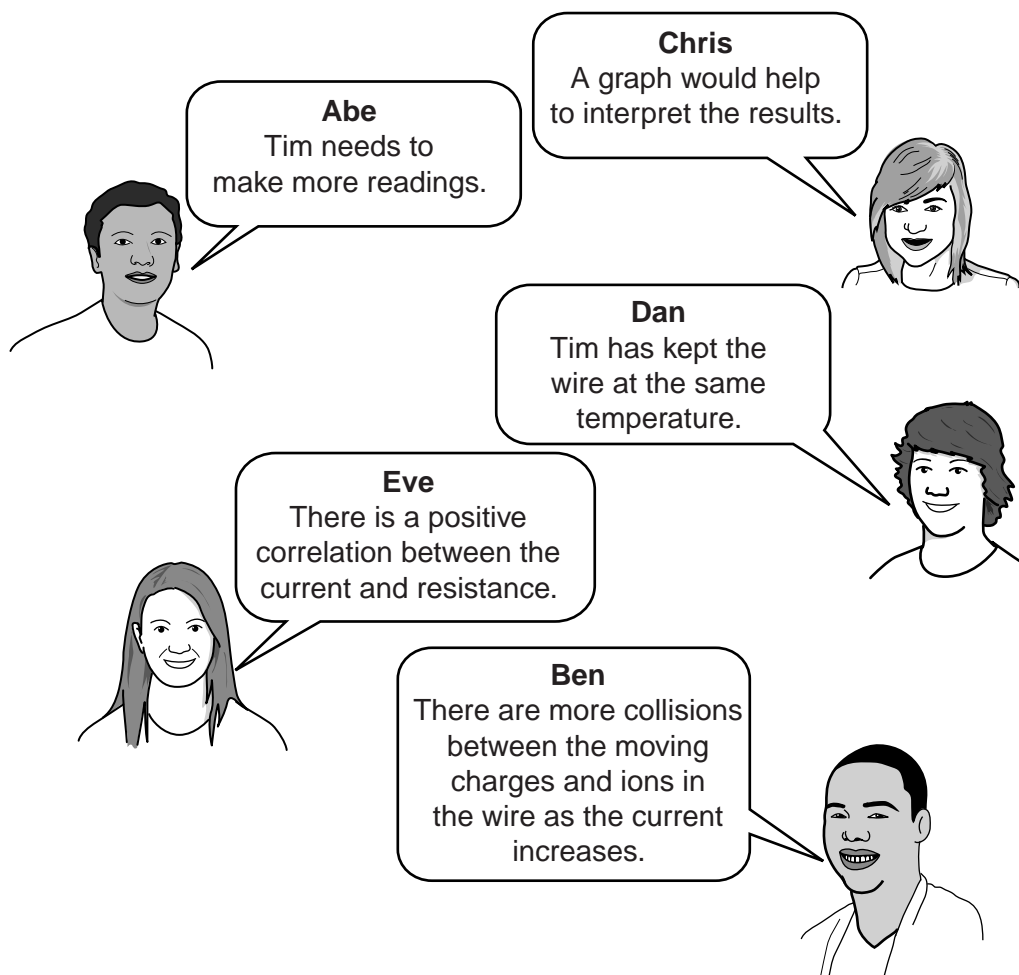 Chris
A graph would help
to interpret the results.
Abe
Tim needs to
make more readings.
Dan
Tim has kept the
wire at the same
temperature.
Eve
There is a positive
correlation between the
current and resistance.
Ben
There are more collisions
between the moving
charges and ions in
the wire as the current
increases.